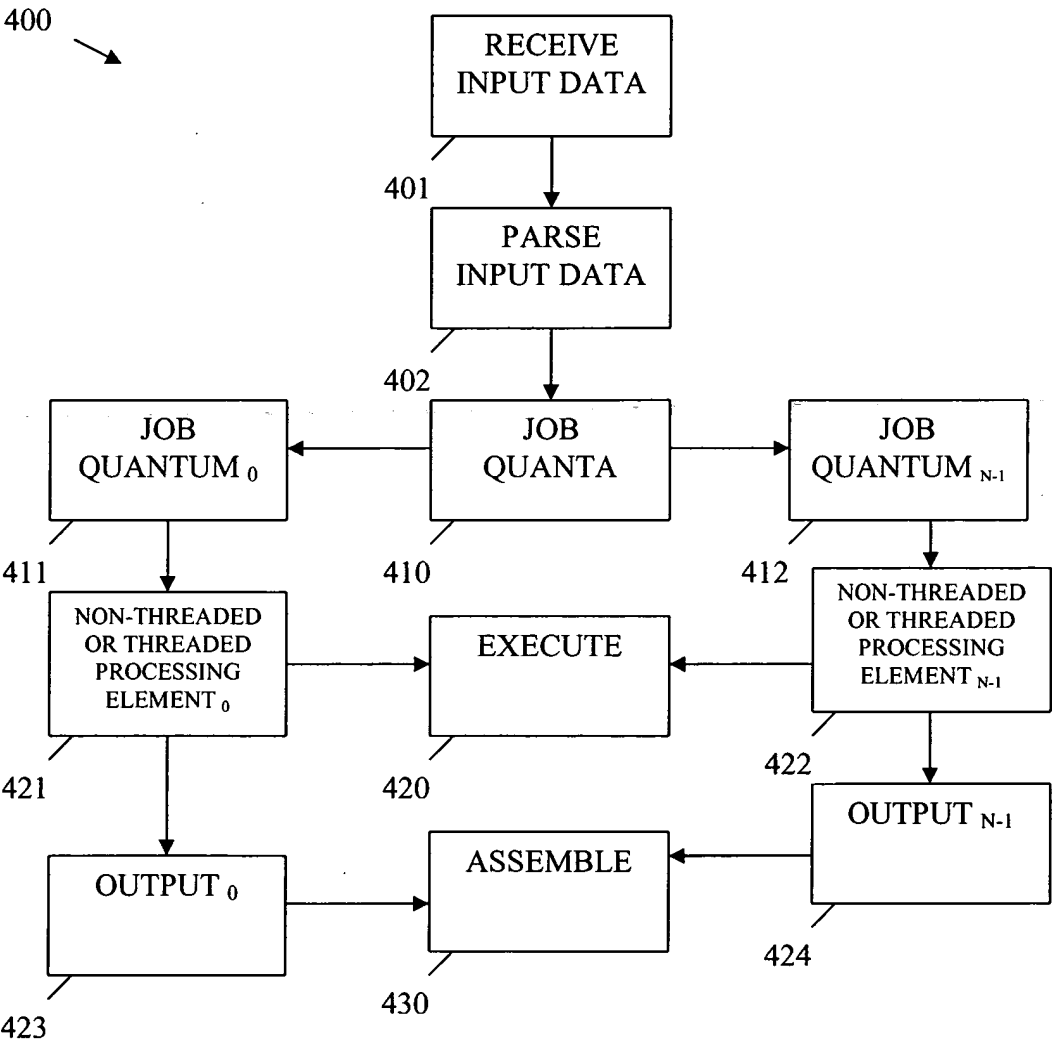 400
RECEIVE
INPUT DATA
401
PARSE
INPUT DATA
402
JOB
QUANTUM 0
411
JOB
QUANTA
410
JOB
QUANTUM N-1
412
NON-THREADED
OR THREADED
PROCESSING
ELEMENT 0
421
EXECUTE
420
NON-THREADED
OR THREADED
PROCESSING
ELEMENT N-1
422
OUTPUT 0
423
ASSEMBLE
430
OUTPUT N-1
424